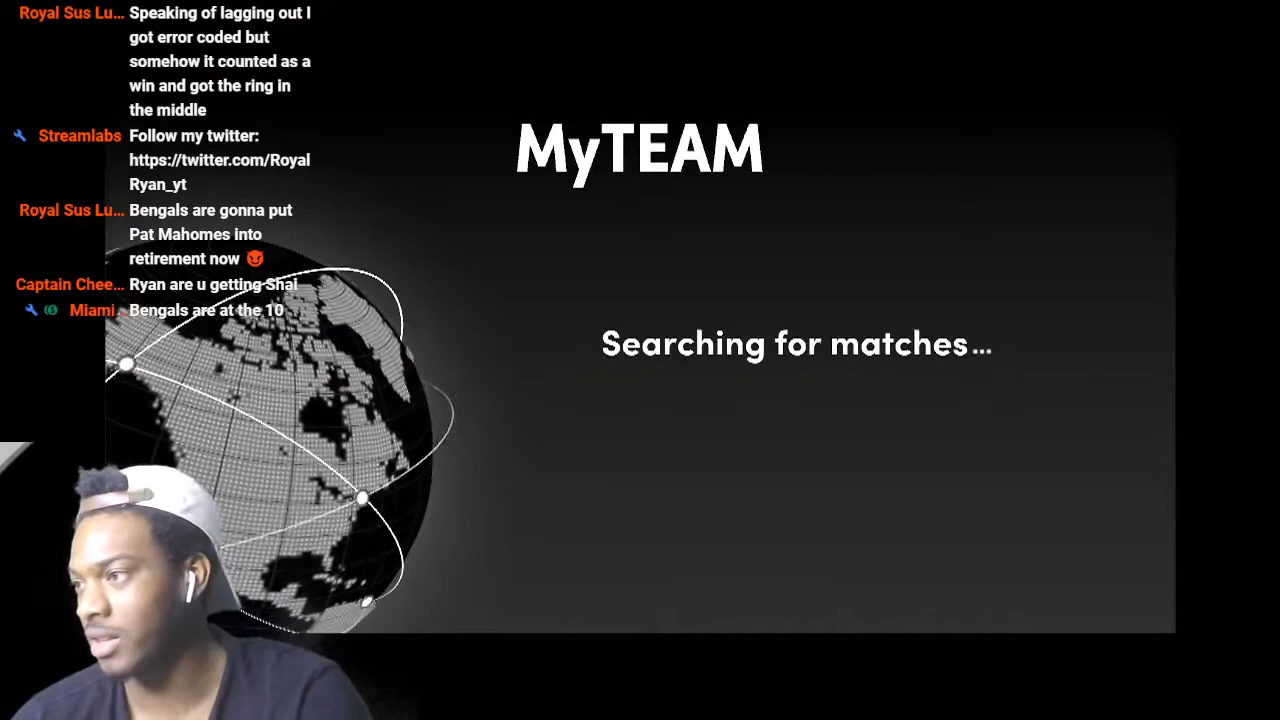 Royal Sus Lu... Speaking of lagging out I
got error coded but
somehow it counted as a
win and got the ring in
the middle
Streamlabs Follow my twitter:
https://twitter.com/Royal
Ryan_yt
Royal Sus Lu... Bengals are gonna put
Pat Mahomes into
retirement now 😈
Captain Chee... Ryan are u getting Shai
Miami. Bengals are at the 10
MyTEAM
Searching for matches...